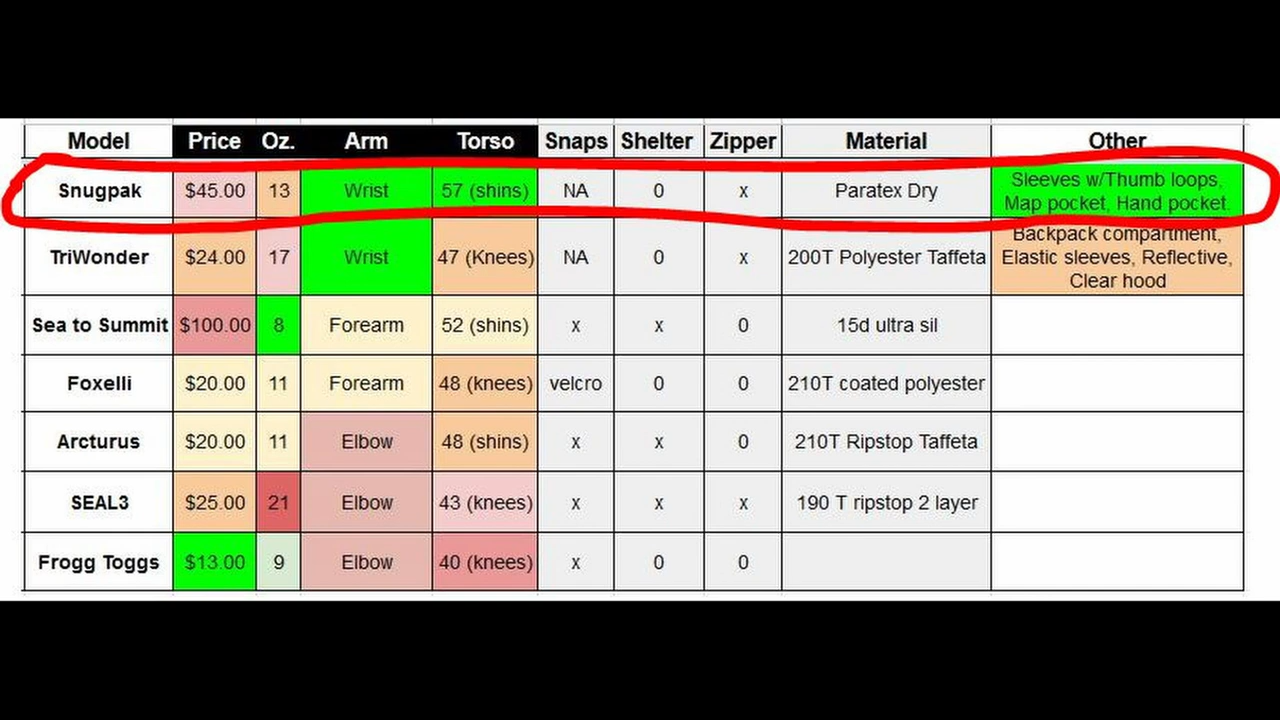 Model Price Oz. Arm Torso Snaps Shelter Zipper Material Other
Snugpak $45.00 13 Wrist 57 (shins) NA 0 x Paratex Dry Sleeves w/Thumb loops,
Map pocket, Hand pocket.
TriWonder $24.00 17 Wrist 47 (Knees) NA 0 x 200T Polyester Taffeta Backpack compartment,
Elastic sleeves, Reflective,
Clear hood
Sea to Summit $100.00 8 Forearm 52 (shins) x x 0 15d ultra sil
Foxelli $20.00 11 Forearm 48 (knees) velcro 0 0 210T coated polyester
Arcturus $20.00 11 Elbow 48 (shins) x x 0 210T Ripstop Taffeta
SEAL3 $25.00 21 Elbow 43 (knees) x x x 190 T ripstop 2 layer
Frogg Toggs $13.00 9 Elbow 40 (knees) x 0 0